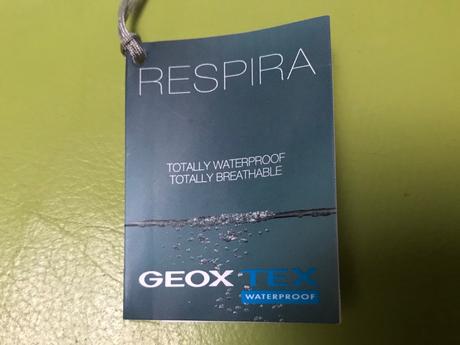 RESPIRA
TOTALLY WATERPROOF
TOTALLY BREATHABLE
GEOX TEX
WATERPROOF